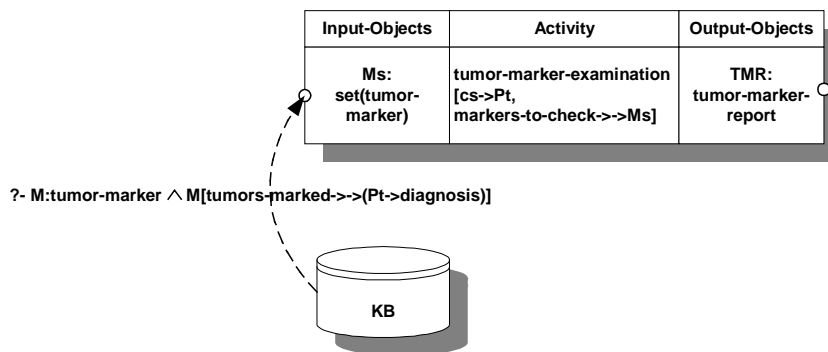 Input-Objects
Activity
Output-Objects
Ms:
set(tumor-
marker)
tumor-marker-examination
[cs->Pt,
markers-to-check->->Ms]
TMR:
tumor-marker-
report
?- M:tumor-marker ∧ M[tumors-marked->->(Pt->diagnosis)]
KB